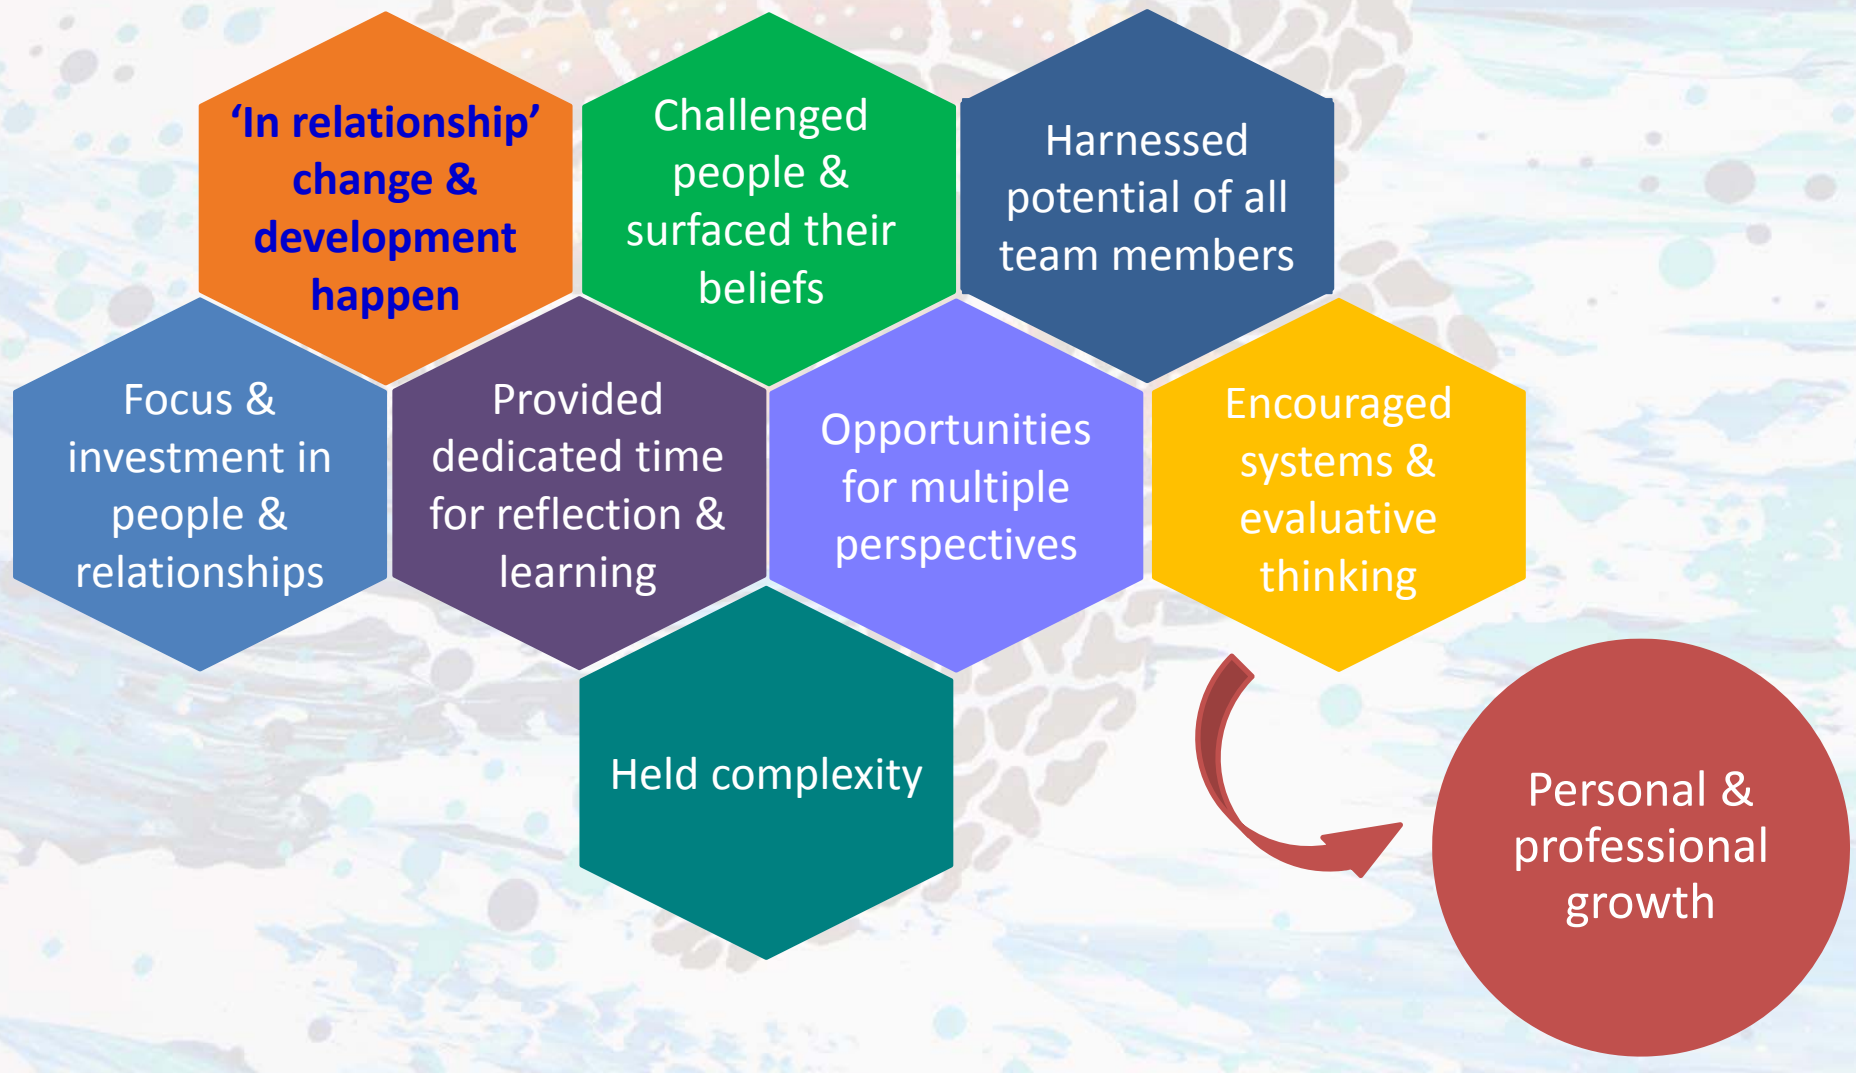 ‘In relationship’
change &
development
happen
Challenged
people &
surfaced their
beliefs
Harnessed
potential of all
team members
Focus &
investment in
people &
relationships
Provided
dedicated time
for reflection &
learning
Opportunities
for multiple
perspectives
Encouraged
systems &
evaluative
thinking
Held complexity
Personal &
professional
growth